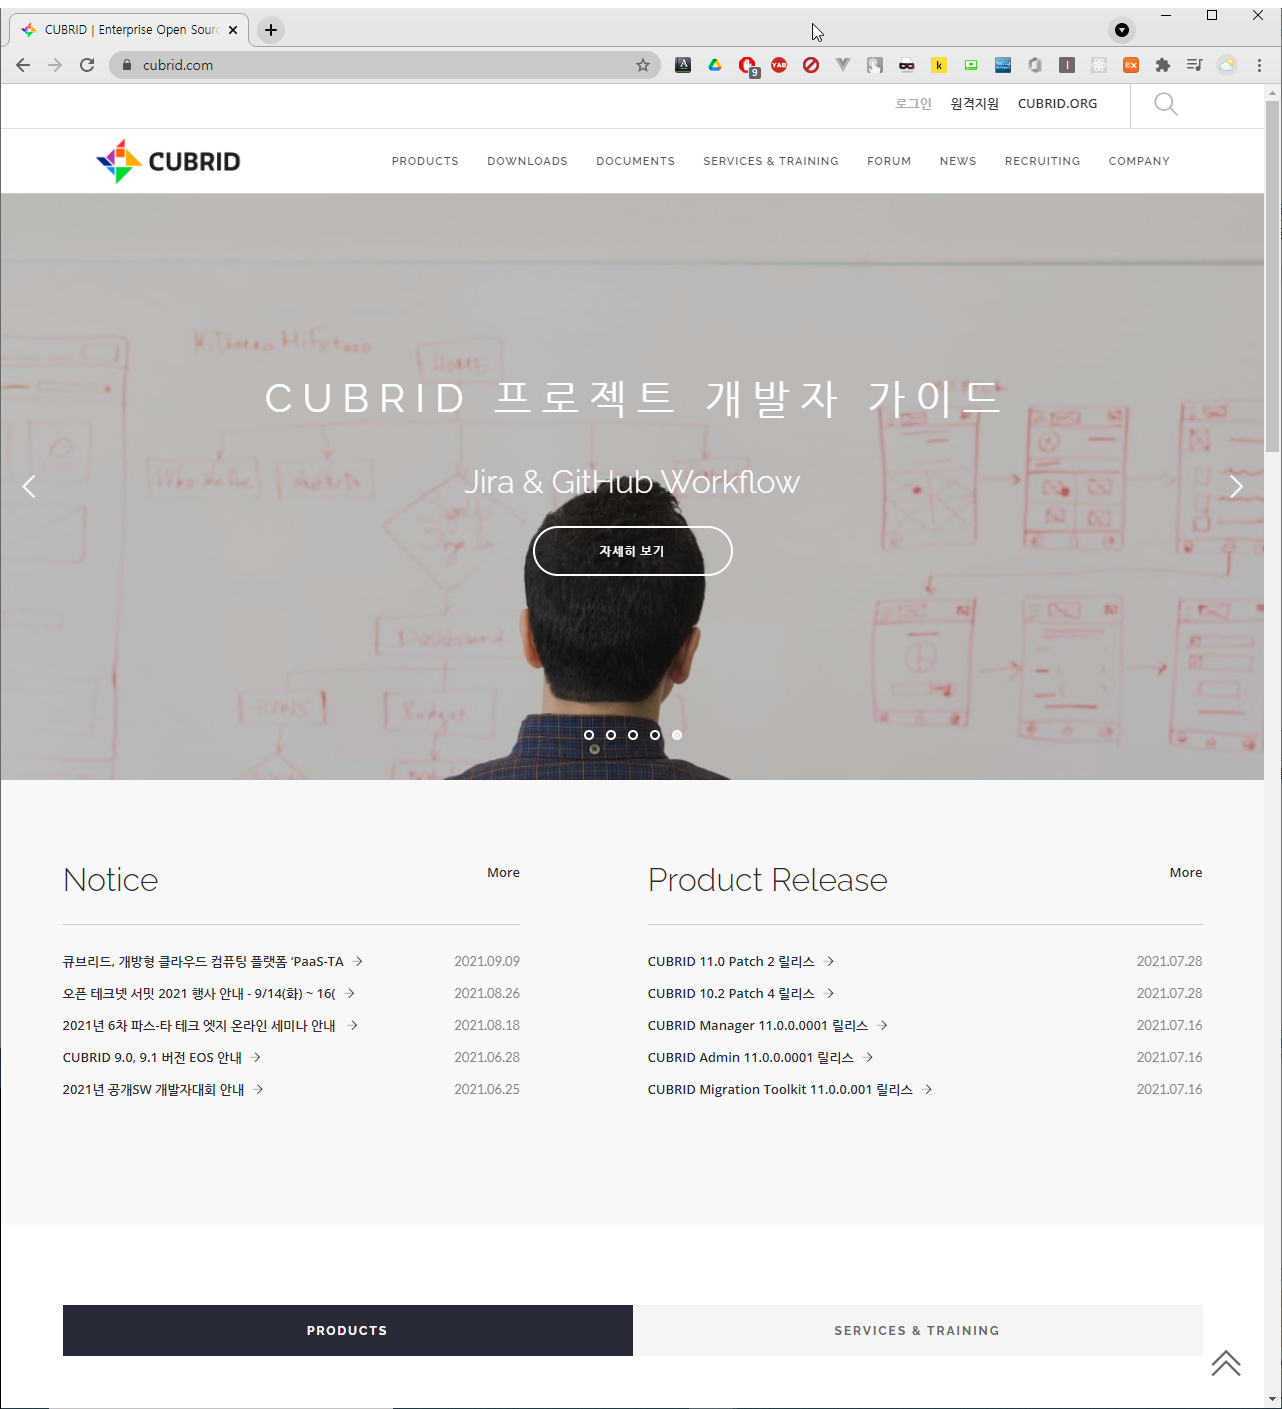 CUBRID | Enterprise Open Sour
cubrid.com
9
로그인 원격지원 CUBRID.ORG
CUBRID
PRODUCTS DOWNLOADS DOCUMENTS SERVICES & TRAINING FORUM NEWS RECRUITING COMPANY
HOME
CUBRID 프로젝트 개발자 가이드
Jira & GitHub Workflow
자세히 보기
Dashboard
Budget
Notice
More
큐브리드, 개방형 클라우드 컴퓨팅 플랫폼 ‘PaaS-TA 2021.09.09
오픈 테크넷 서밋 2021 행사 안내 - 9/14(화) ~ 16( 2021.08.26
2021년 6차 파스-타 테크 엣지 온라인 세미나 안내 2021.08.18
CUBRID 9.0, 9.1 버전 EOS 안내 2021.06.28
2021년 공개SW 개발자대회 안내 2021.06.25
Product Release
More
CUBRID 11.0 Patch 2 릴리스 2021.07.28
CUBRID 10.2 Patch 4 릴리스 2021.07.28
CUBRID Manager 11.0.0.0001 릴리스 2021.07.16
CUBRID Admin 11.0.0.0001 릴리스 2021.07.16
CUBRID Migration Toolkit 11.0.0.001 릴리스 2021.07.16
PRODUCTS
SERVICES & TRAINING